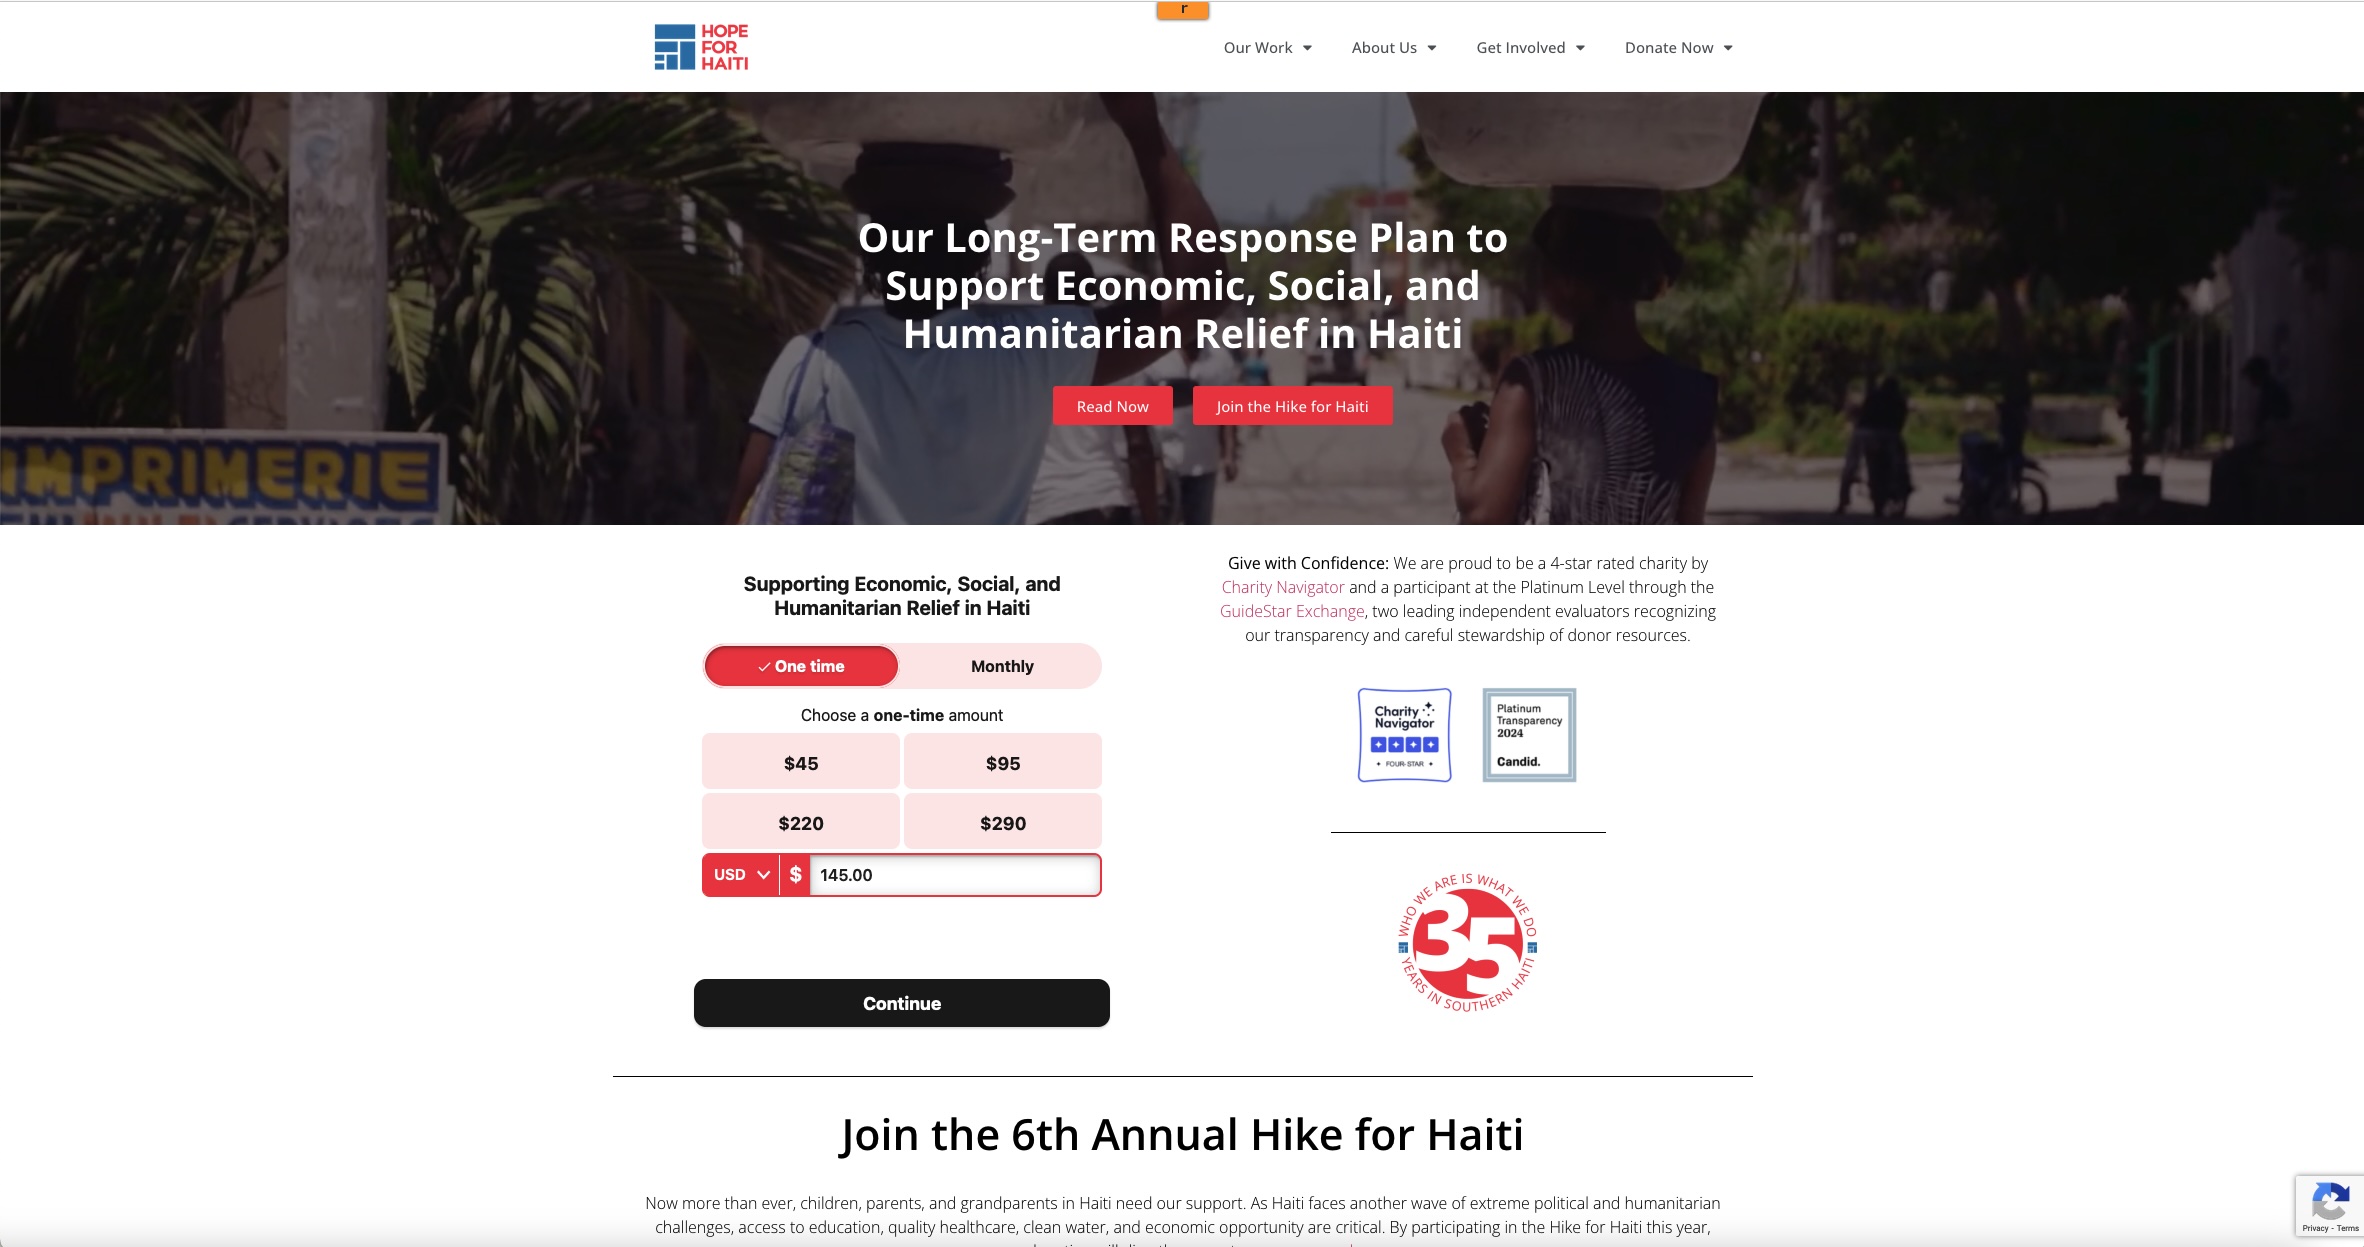 r
HOPE
FOR
HAITI
Our Work
About Us
Get Involved
Donate Now
Our Long-Term Response Plan to
Support Economic, Social, and
Humanitarian Relief in Haiti
Read Now
Join the Hike for Haiti
IMPRIMERIE
Supporting Economic, Social, and
Humanitarian Relief in Haiti
One time
Monthly
Choose a one-time amount
$45
$95
$220
$290
USD $ 145.00
Continue
Give with Confidence: We are proud to be a 4-star rated charity by
Charity Navigator and a participant at the Platinum Level through the
GuideStar Exchange, two leading independent evaluators recognizing
our transparency and careful stewardship of donor resources.
Charity
Navigator
FOUR-STAR
Platinum
Transparency
2024
Candid.
WHO WE ARE IS WHAT WE DO
35
YEARS IN SOUTHERN HAITI
Join the 6th Annual Hike for Haiti
Now more than ever, children, parents, and grandparents in Haiti need our support. As Haiti faces another wave of extreme political and humanitarian
challenges, access to education, quality healthcare, clean water, and economic opportunity are critical. By participating in the Hike for Haiti this year,
Privacy - Terms